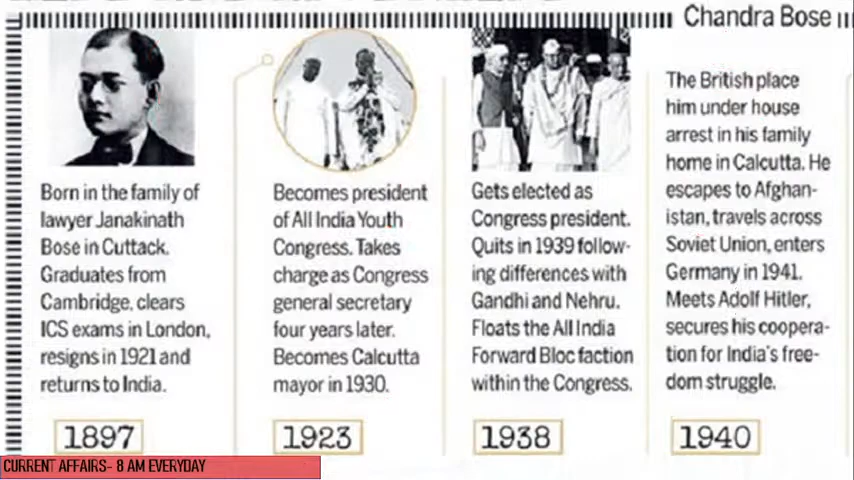 Chandra Bose
Born in the family of
lawyer Janakinath
Bose in Cuttack.
Graduates from
Cambridge, clears
ICS exams in London,
resigns in 1921 and
returns to India.
1897
Becomes president
of All India Youth
Congress. Takes
charge as Congress
general secretary
four years later.
Becomes Calcutta
mayor in 1930.
1923
Gets elected as
Congress president.
Quits in 1939 follow-
ing differences with
Gandhi and Nehru.
Floats the All India
Forward Bloc faction
within the Congress.
1938
The British place
him under house
arrest in his family
home in Calcutta. He
escapes to Afghan-
istan, travels across
Soviet Union, enters
Germany in 1941.
Meets Adolf Hitler,
secures his coopera-
tion for India's free-
dom struggle.
1940
CURRENT AFFAIRS- 8 AM EVERYDAY